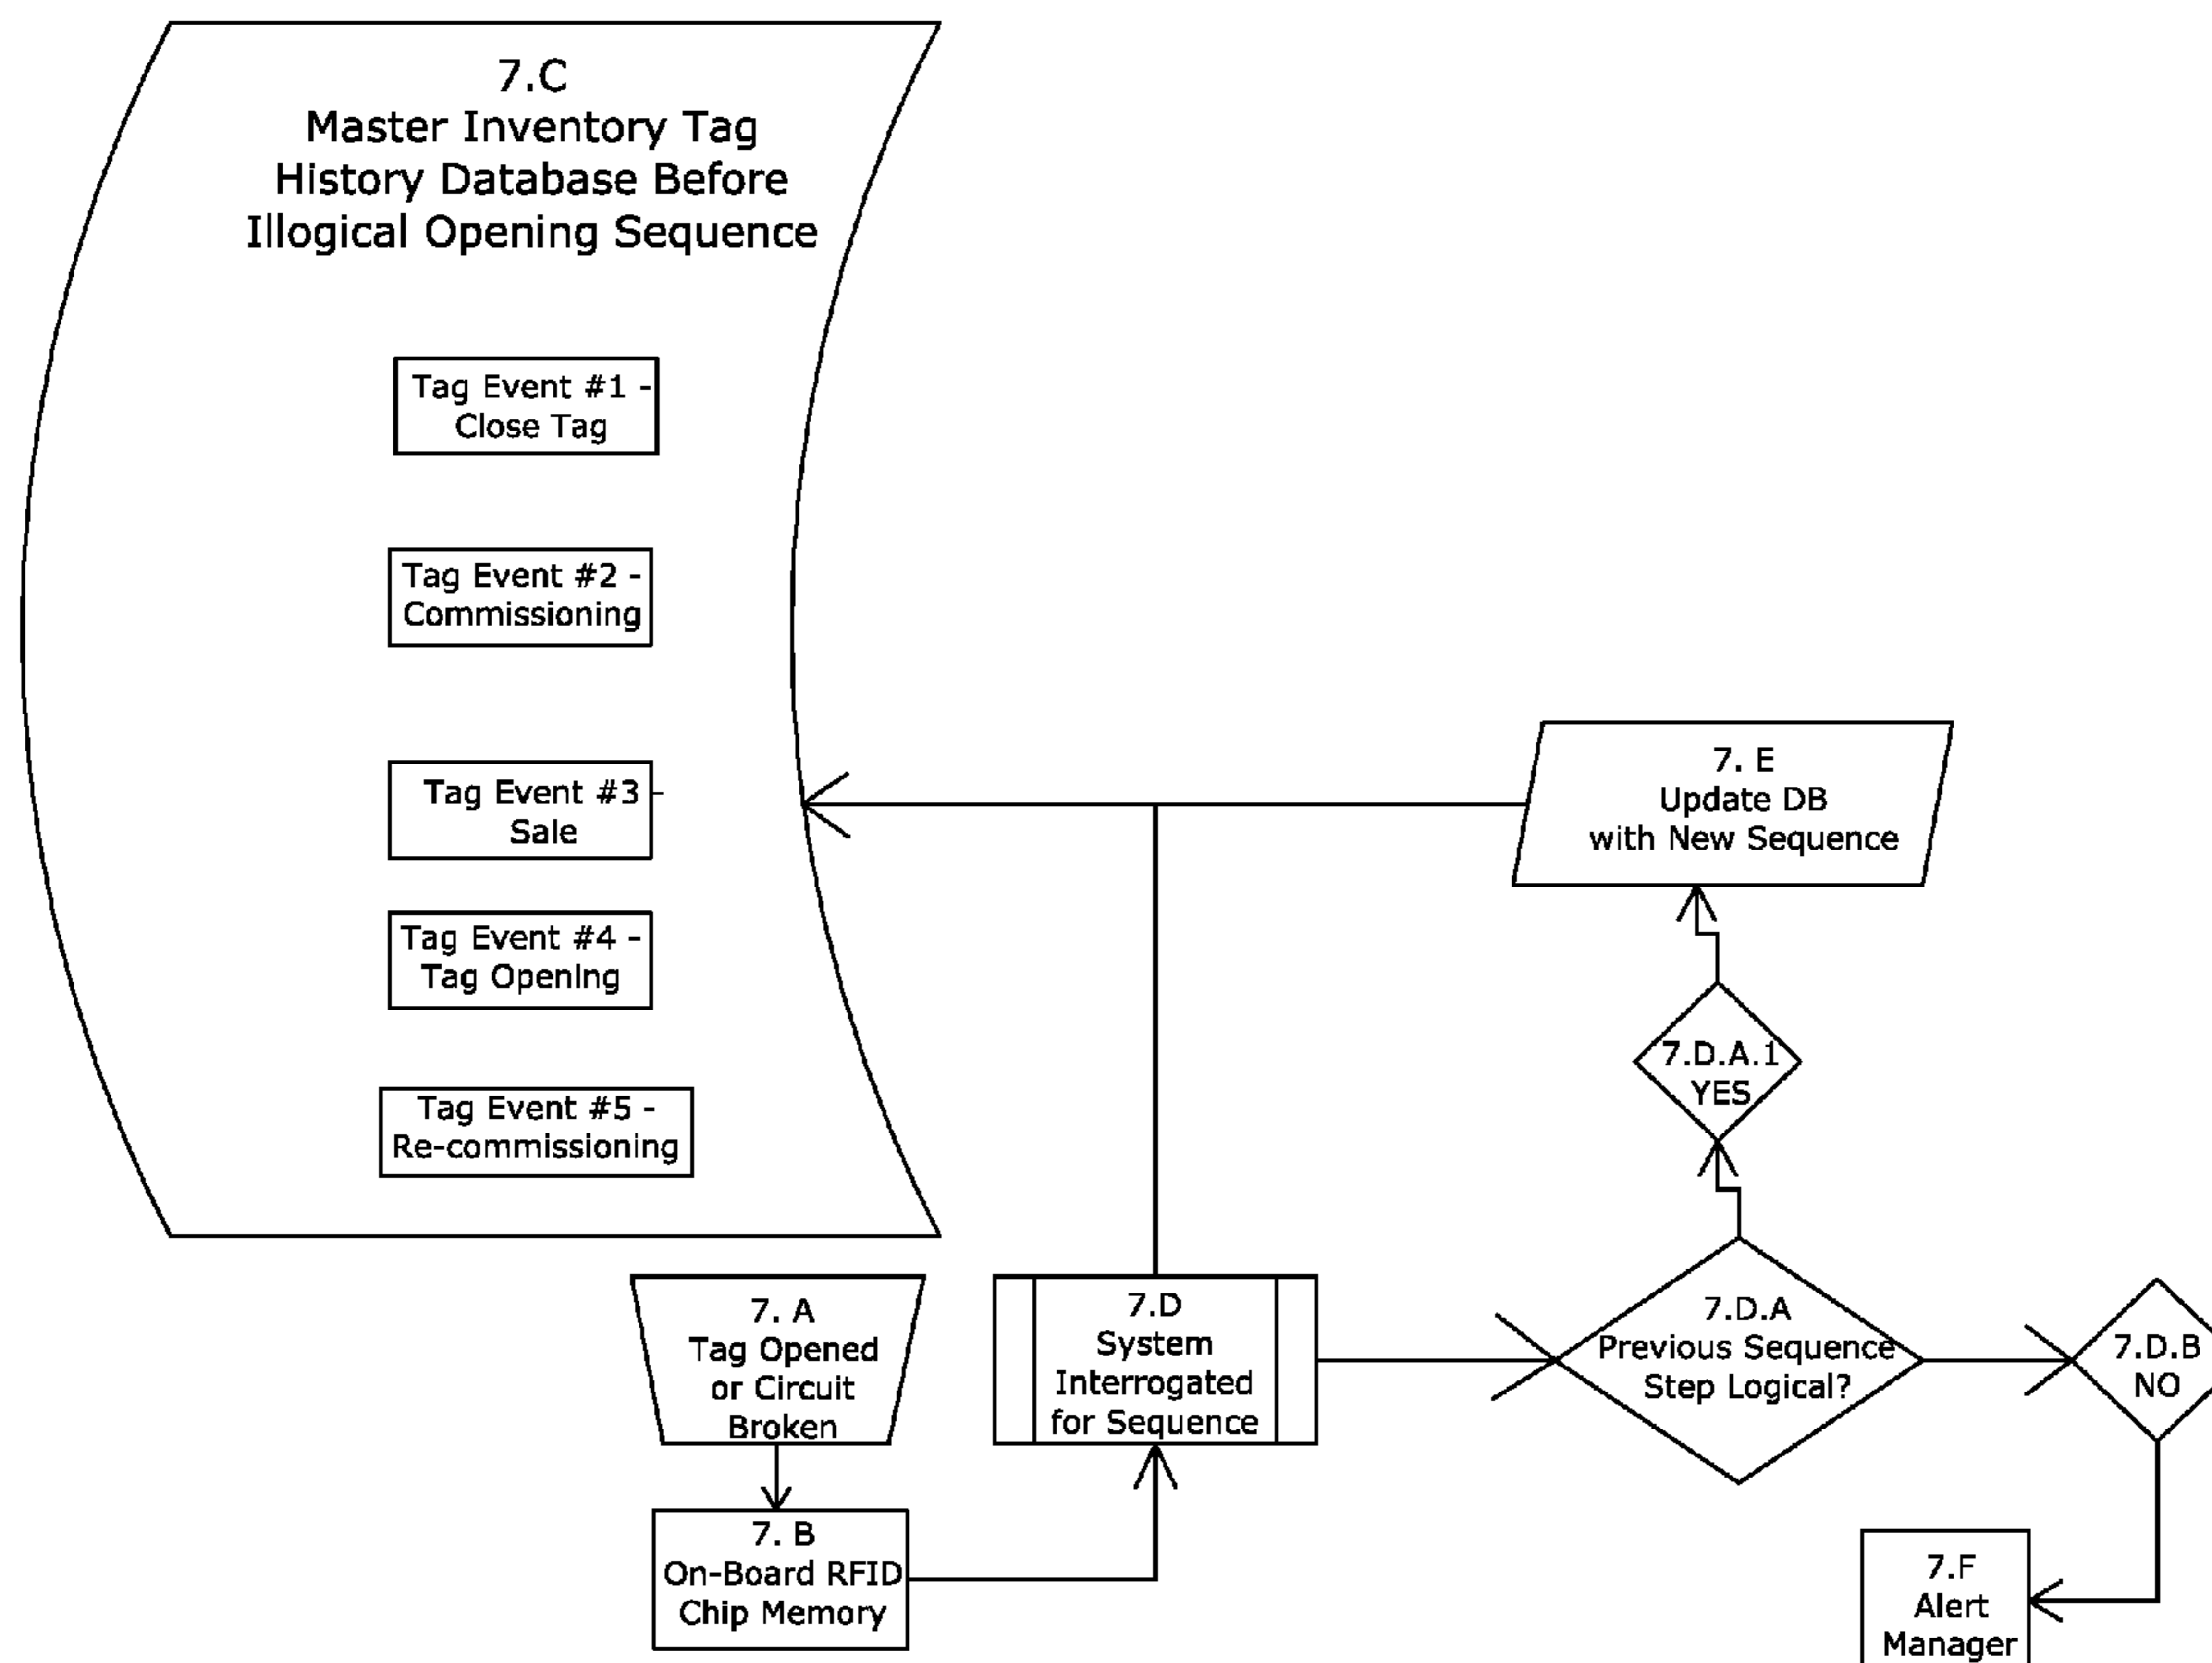 7.C
Master Inventory Tag
History Database Before
Illogical Opening Sequence
Tag Event #1 -
Close Tag
Tag Event #2 -
Commissioning
Tag Event #3 -
Sale
Tag Event #4 -
Tag Opening
Tag Event #5 -
Re-commissioning
7. A
Tag Opened
or Circuit
Broken
7. B
On-Board RFID
Chip Memory
7.D
System
Interrogated
for Sequence
7. E
Update DB
with New Sequence
7.D.A.1
YES
7.D.A
Previous Sequence
Step Logical?
7.D.B
NO
7.F
Alert
Manager